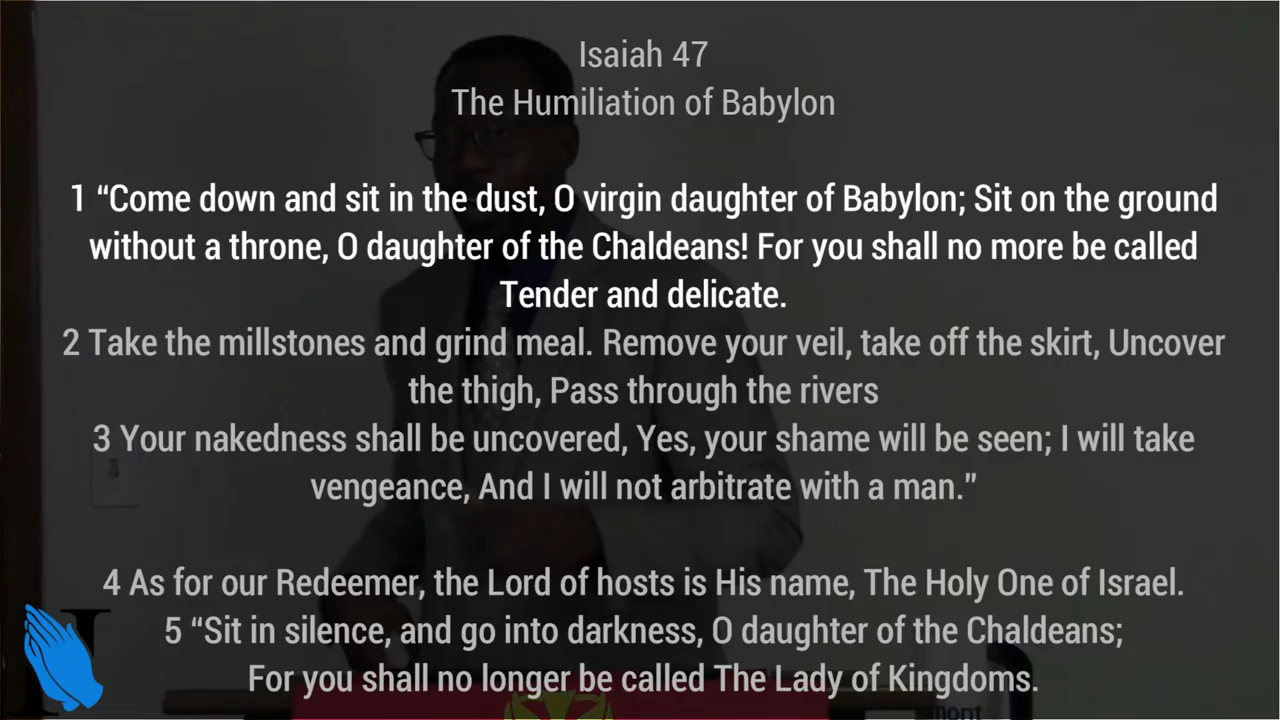 Isaiah 47
The Humiliation of Babylon
1 “Come down and sit in the dust, O virgin daughter of Babylon; Sit on the ground
without a throne, O daughter of the Chaldeans! For you shall no more be called
Tender and delicate.
2 Take the millstones and grind meal. Remove your veil, take off the skirt, Uncover
the thigh, Pass through the rivers
3 Your nakedness shall be uncovered, Yes, your shame will be seen; I will take
vengeance, And I will not arbitrate with a man.”
4 As for our Redeemer, the Lord of hosts is His name, The Holy One of Israel.
5 “Sit in silence, and go into darkness, O daughter of the Chaldeans;
For you shall no longer be called The Lady of Kingdoms.